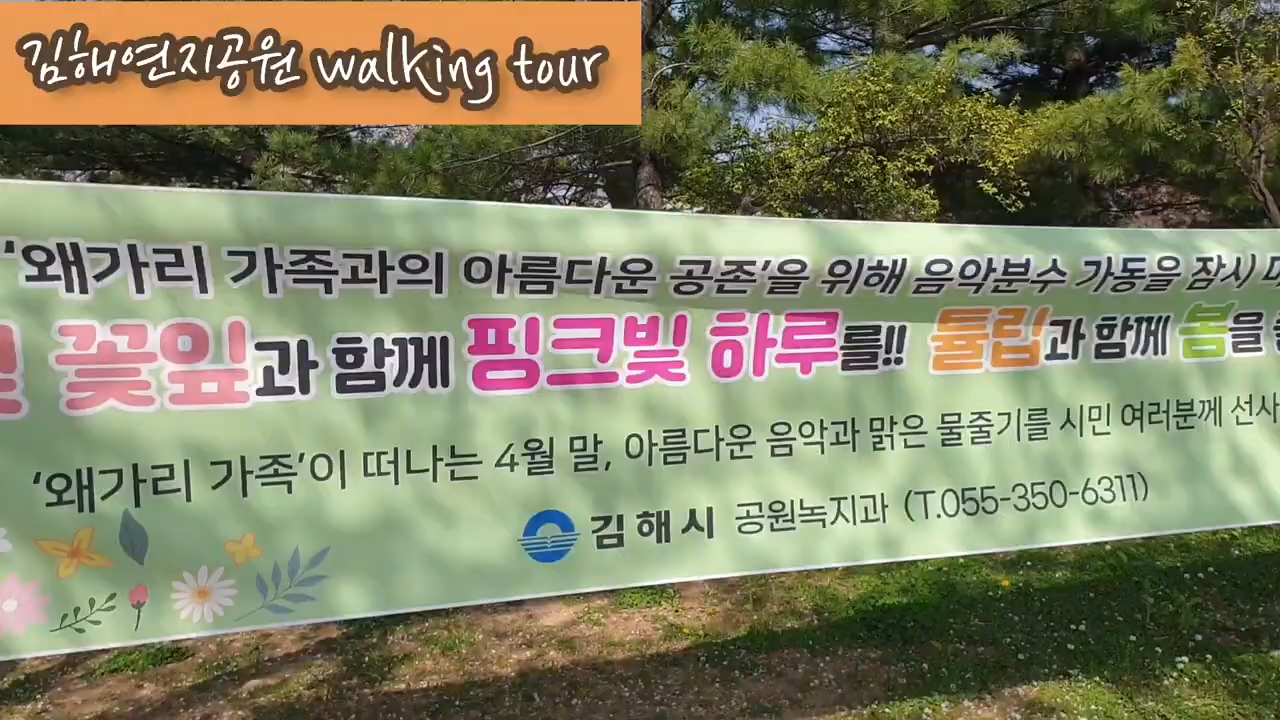 김해연지공원 walking tour
'왜가리 가족과의 아름다운 공존'을 위해 음악분수 가동을 잠시
꽃잎과 함께 핑크빛 하루를!! 튤립과 함께 봄을
'왜가리 가족'이 떠나는 4월 말, 아름다운 음악과 맑은 물줄기를 시민 여러분께 선사
김해시 공원녹지과 (T.055-350-6311)